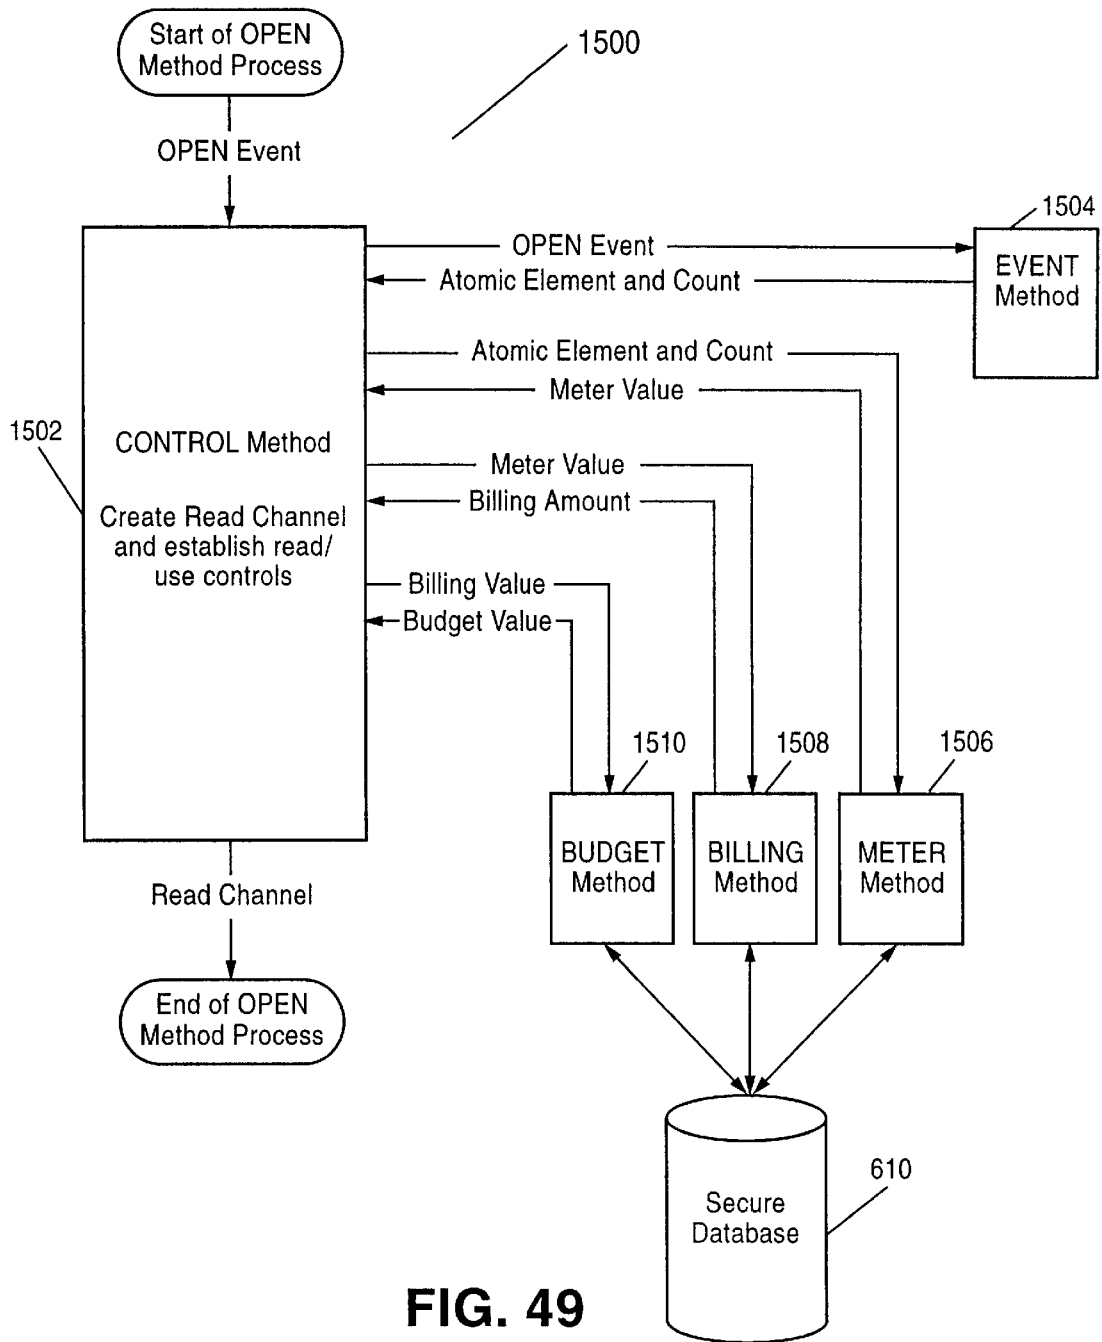 Start of OPEN
Method Process
1500
OPEN Event
1504
OPEN Event
EVENT
Method
Atomic Element and Count
Atomic Element and Count
Meter Value
1502
CONTROL Method
Create Read Channel
and establish read/
use controls
Meter Value
Billing Amount
Billing Value
Budget Value
1510
1508
1506
BUDGET
Method
BILLING
Method
METER
Method
Read Channel
End of OPEN
Method Process
610
Secure
Database
FIG. 49